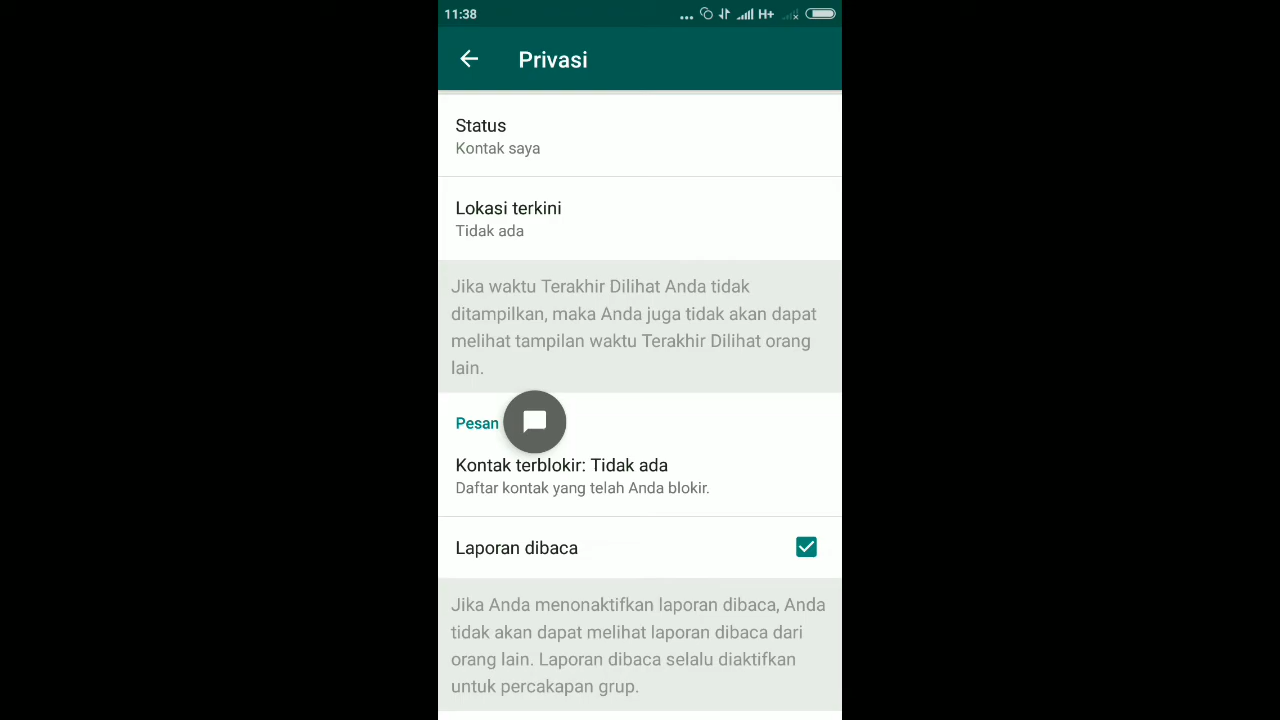 11:38
... H+
Privasi
Status
Kontak saya
Lokasi terkini
Tidak ada
Jika waktu Terakhir Dilihat Anda tidak
ditampilkan, maka Anda juga tidak akan dapat
melihat tampilan waktu Terakhir Dilihat orang
lain.
Pesan
Kontak terblokir: Tidak ada
Daftar kontak yang telah Anda blokir.
Laporan dibaca
Jika Anda menonaktifkan laporan dibaca, Anda
tidak akan dapat melihat laporan dibaca dari
orang lain. Laporan dibaca selalu diaktifkan
untuk percakapan grup.